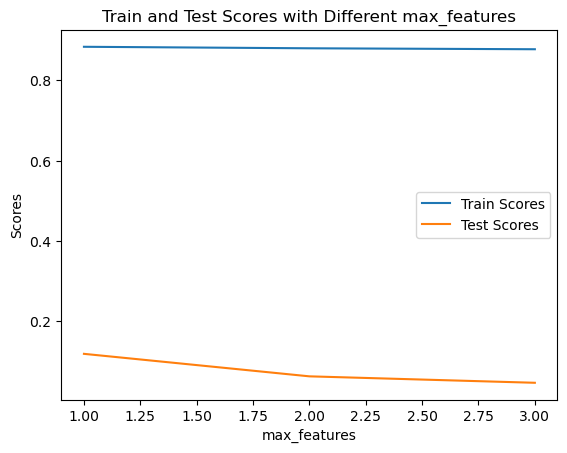 Train and Test Scores with Different max_features
0.8
0.6
0.4
0.2
Scores
Train Scores
Test Scores
1.00 1.25 1.50 1.75 2.00 2.25 2.50 2.75 3.00
max_features